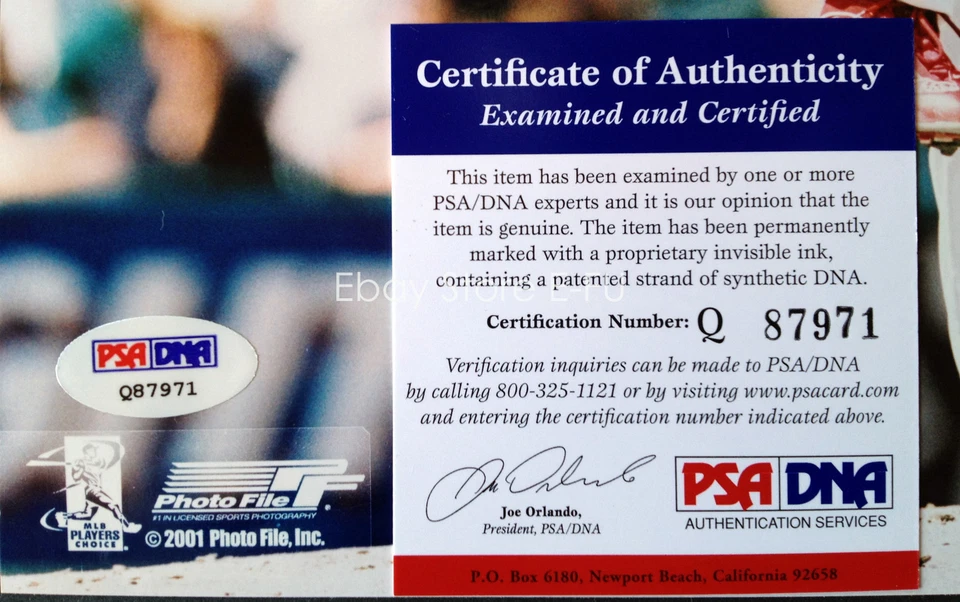 Certificate of Authenticity
Examined and Certified
This item has been examined by one or more
PSA/DNA experts and it is our opinion that the
item is genuine. The item has been permanently
marked with a proprietary invisible ink,
containing a patented strand of synthetic DNA.
Ebay Store E-Fu
Certification Number: Q 87971
Verification inquiries can be made to PSA/DNA
by calling 800-325-1121 or by visiting www.psacard.com
and entering the certification number indicated above.
Joe Orlando,
President, PSA/DNA
PSA DNA
AUTHENTICATION SERVICES
P.O. Box 6180, Newport Beach, California 92658
PSA DNA
Q87971
MLB
PLAYERS
CHOICE
Photo File PF
#1 IN LICENSED SPORTS PHOTOGRAPHY
© 2001 Photo File, Inc.